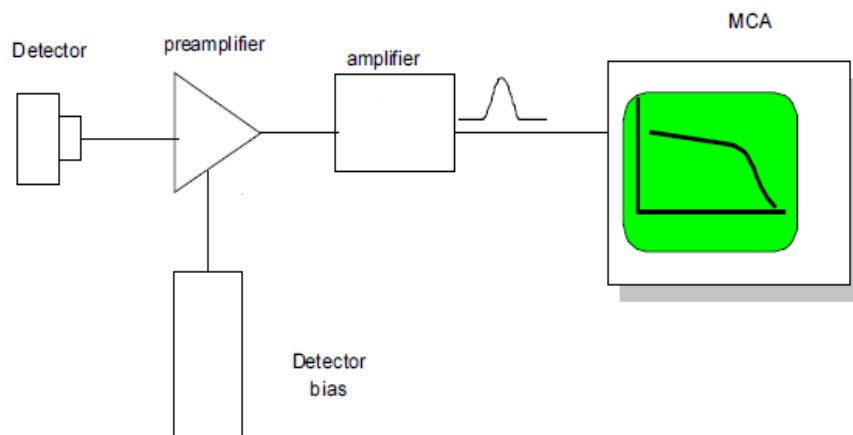 MCA
preamplifier
Detector
amplifier
Detector
bias